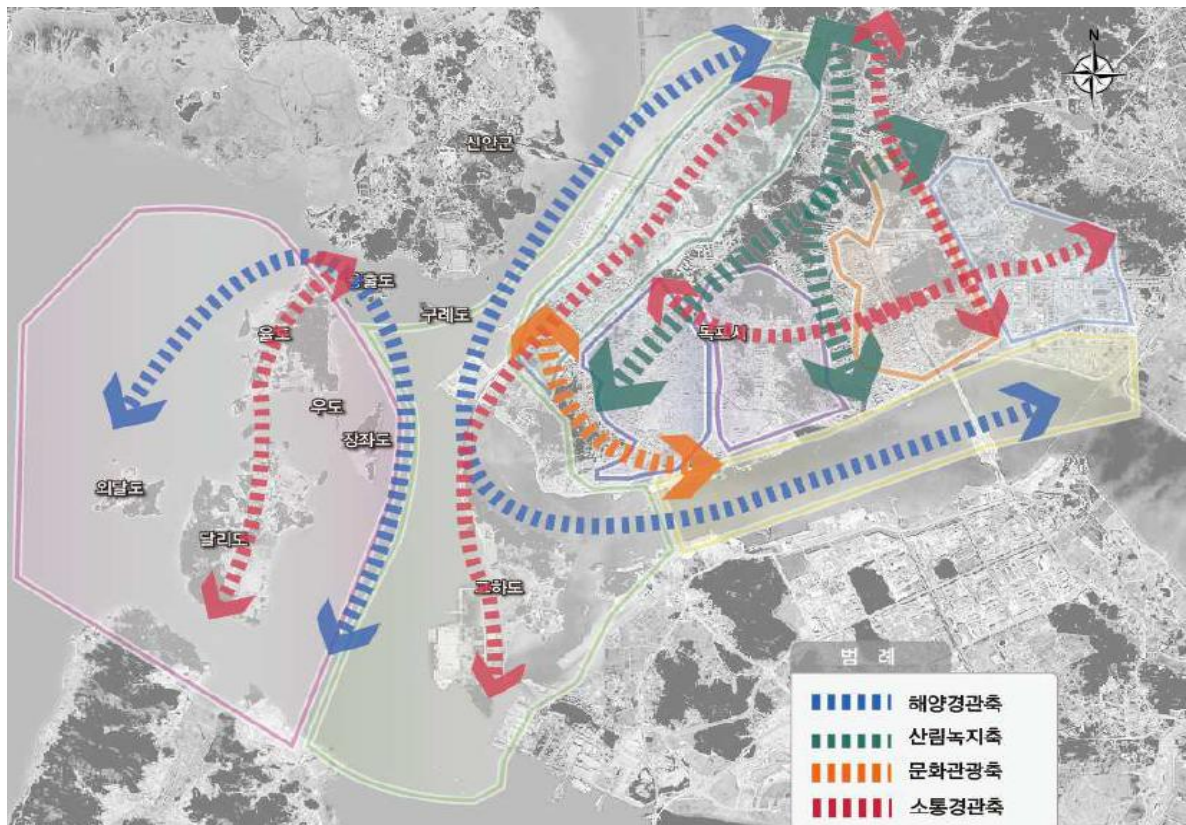 N
신안군
구례도
율도
목포시
우도
장좌도
외달도
달리도
고하도
범 례
해양경관축
산림녹지축
문화관광축
소통경관축